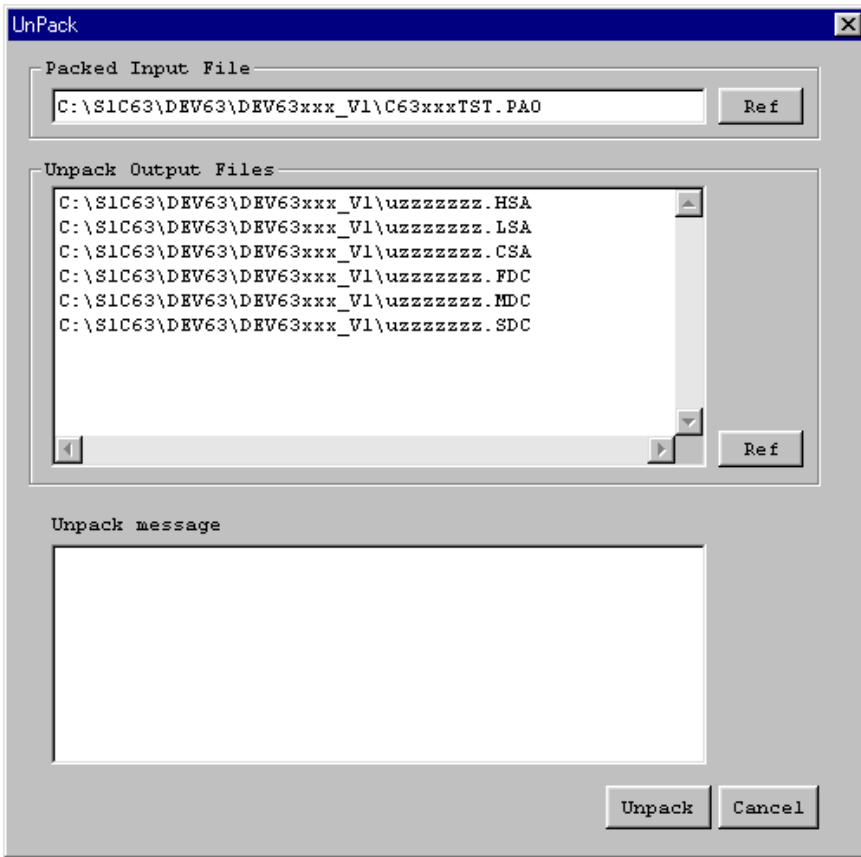 UnPack
Packed Input File
C:\S1C63\DEV63\DEV63xxx_V1\C63xxxTST.PA0
Ref
Unpack Output Files
C:\S1C63\DEV63\DEV63xxx_V1\uzzzzzzz.HSA
C:\S1C63\DEV63\DEV63xxx_V1\uzzzzzzz.LSA
C:\S1C63\DEV63\DEV63xxx_V1\uzzzzzzz.CSA
C:\S1C63\DEV63\DEV63xxx_V1\uzzzzzzz.FDC
C:\S1C63\DEV63\DEV63xxx_V1\uzzzzzzz.MDC
C:\S1C63\DEV63\DEV63xxx_V1\uzzzzzzz.SDC
Ref
Unpack message
Unpack Cancel